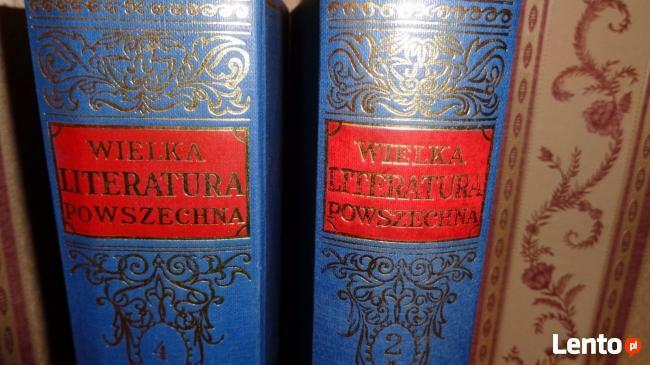 WIELKA
LITERATURA
POWSZECHNA
4
WIELKA
LITERATURA
POWSZECHNA
2
Lento.pl